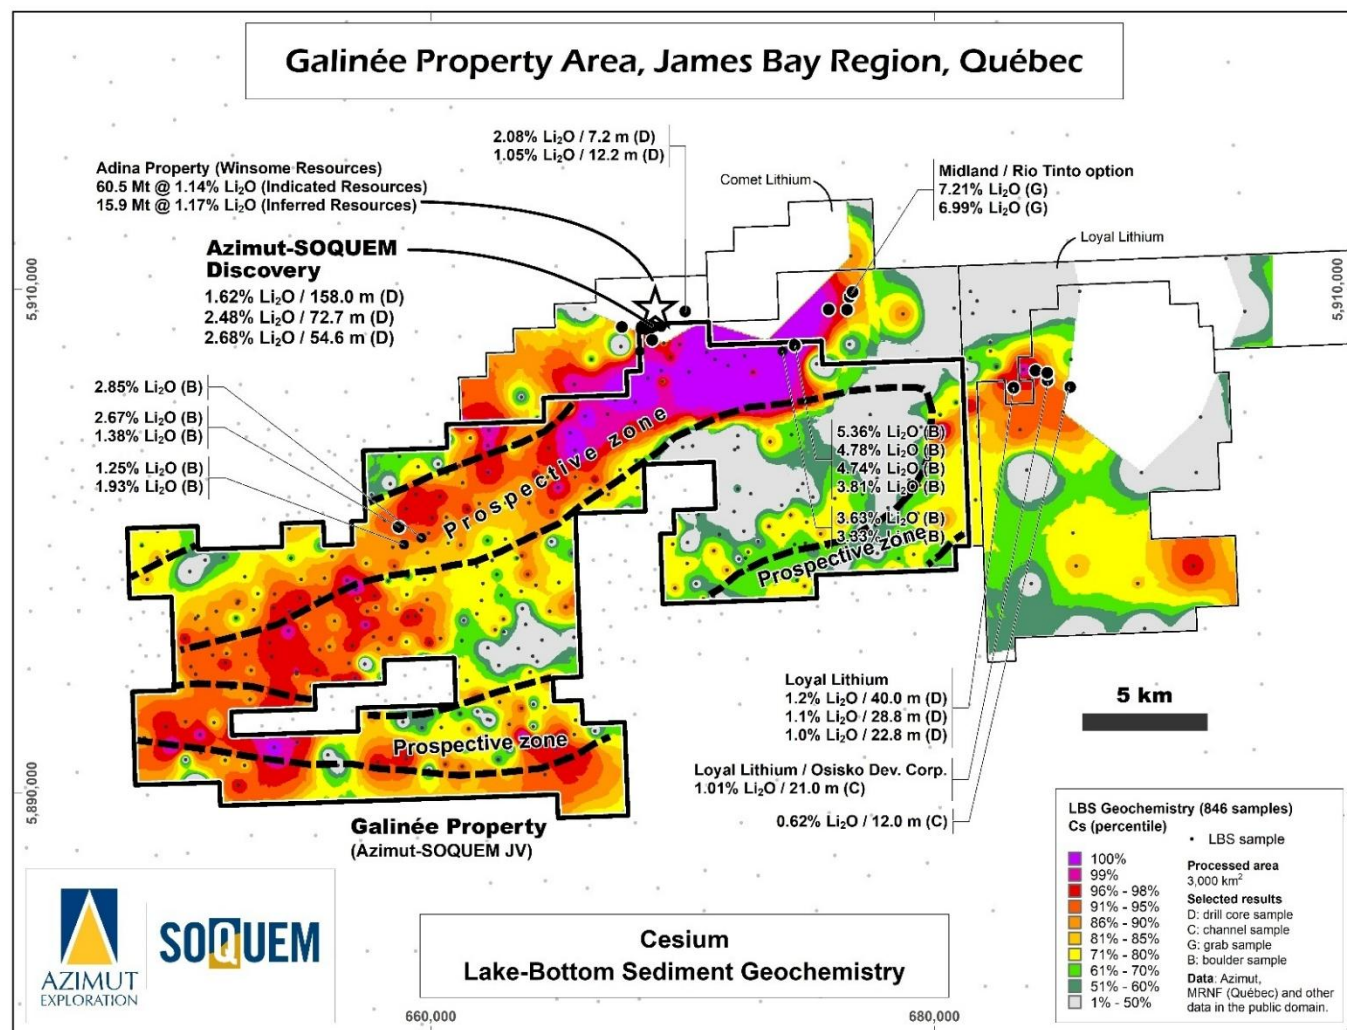 Galinée Property Area, James Bay Region, Québec
2.08% Li₂O / 7.2 m (D)
1.05% Li₂O / 12.2 m (D)
Adina Property (Winsome Resources)
60.5 Mt @ 1.14% Li₂O (Indicated Resources)
15.9 Mt @ 1.17% Li₂O (Inferred Resources)
Comet Lithium
Midland / Rio Tinto option
7.21% Li₂O (G)
6.99% Li₂O (G)
Loyal Lithium
Azimut-SOQUEM
Discovery
1.62% Li₂O / 158.0 m (D)
2.48% Li₂O / 72.7 m (D)
2.68% Li₂O / 54.6 m (D)
5,910,000
5,910,000
2.85% Li₂O (B)
2.67% Li₂O (B)
1.38% Li₂O (B)
1.25% Li₂O (B)
1.93% Li₂O (B)
Prospective zone
5.36% Li₂O (B)
4.78% Li₂O (B)
4.74% Li₂O (B)
3.81% Li₂O (B)
3.63% Li₂O (B)
3.33% Li₂O (B)
Prospective zone
Prospective zone
Loyal Lithium
1.2% Li₂O / 40.0 m (D)
1.1% Li₂O / 28.8 m (D)
1.0% Li₂O / 22.8 m (D)
5 km
Loyal Lithium / Osisko Dev. Corp.
1.01% Li₂O / 21.0 m (C)
0.62% Li₂O / 12.0 m (C)
5,890,000
5,890,000
Galinée Property
(Azimut-SOQUEM JV)
LBS Geochemistry (846 samples)
Cs (percentile)
100%
99%
96% - 98%
91% - 95%
86% - 90%
81% - 85%
71% - 80%
61% - 70%
51% - 60%
1% - 50%
LBS sample
Processed area
3,000 km²
Selected results
D: drill core sample
C: channel sample
G: grab sample
B: boulder sample
Data: Azimut,
MRNF (Québec) and other
data in the public domain.
AZIMUT
EXPLORATION
SOQUEM
Cesium
Lake-Bottom Sediment Geochemistry
660,000
680,000